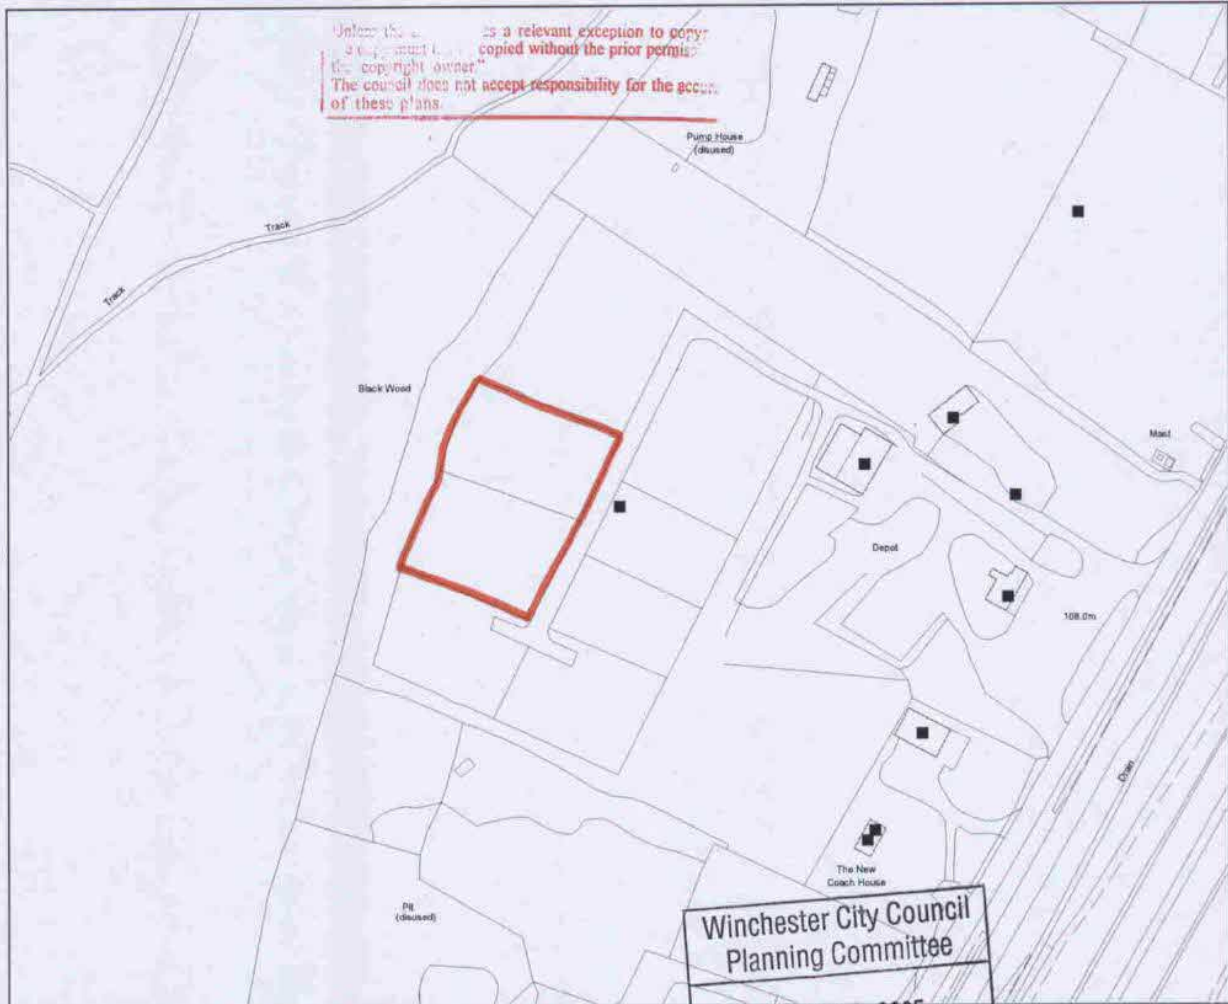 Unless the es a relevant exception to copy
must copied without the prior permis
the copyright owner."
The council does not accept responsibility for the accu
of these plans.
Pump House
(disused)
Track
Track
Black Wood
Mast
Depot
108.0m
Drain
The New
Coach House
Pit
(disused)
Winchester City Council
Planning Committee